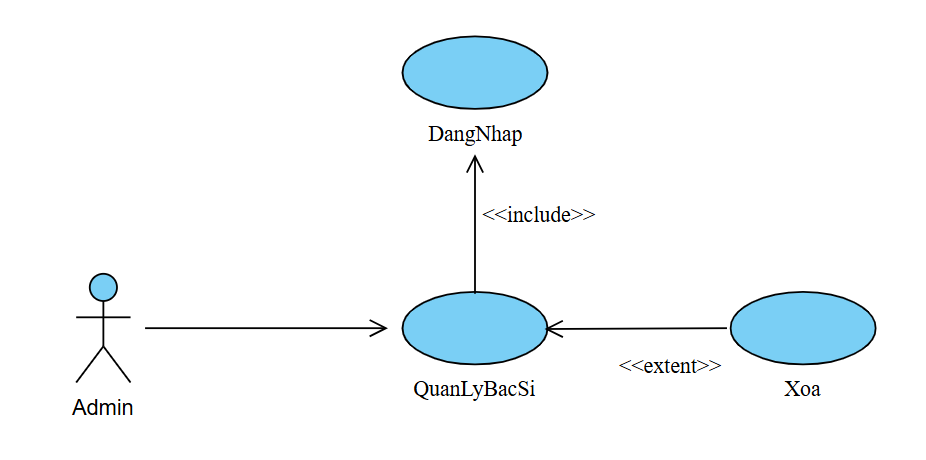 DangNhap
<<include>>
QuanLyBacSi
<<extent>>
Xoa
Admin